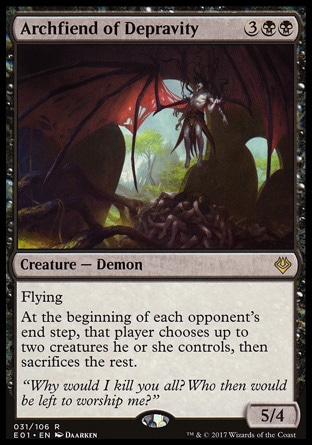 Archfiend of Depravity 3
Creature — Demon
Flying
At the beginning of each opponent's
end step, that player chooses up to
two creatures he or she controls, then
sacrifices the rest.
“Why would I kill you all? Who then would
be left to worship me?”
5/4
031/106 R
E01 • EN Daarken
™ & © 2017 Wizards of the Coast